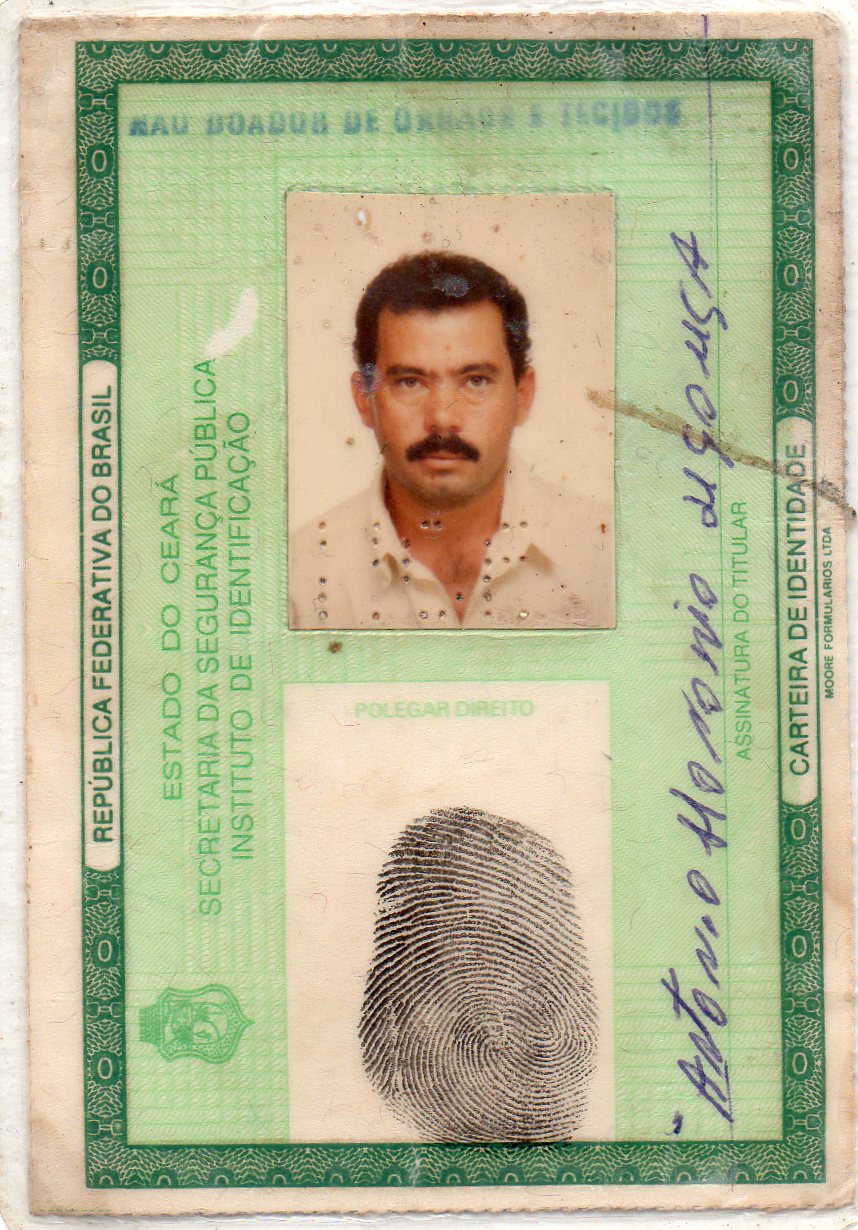 NAO DOADOR DE ÓRGAOS E TECIDOS
REPÚBLICA FEDERATIVA DO BRASIL
ESTADO DO CEARÁ
SECRETARIA DA SEGURANÇA PÚBLICA
INSTITUTO DE IDENTIFICAÇÃO
POLEGAR DIREITO
Antonio Honorio de Souza
ASSINATURA DO TITULAR
CARTEIRA DE IDENTIDADE
MOORE FORMULARIOS LTDA